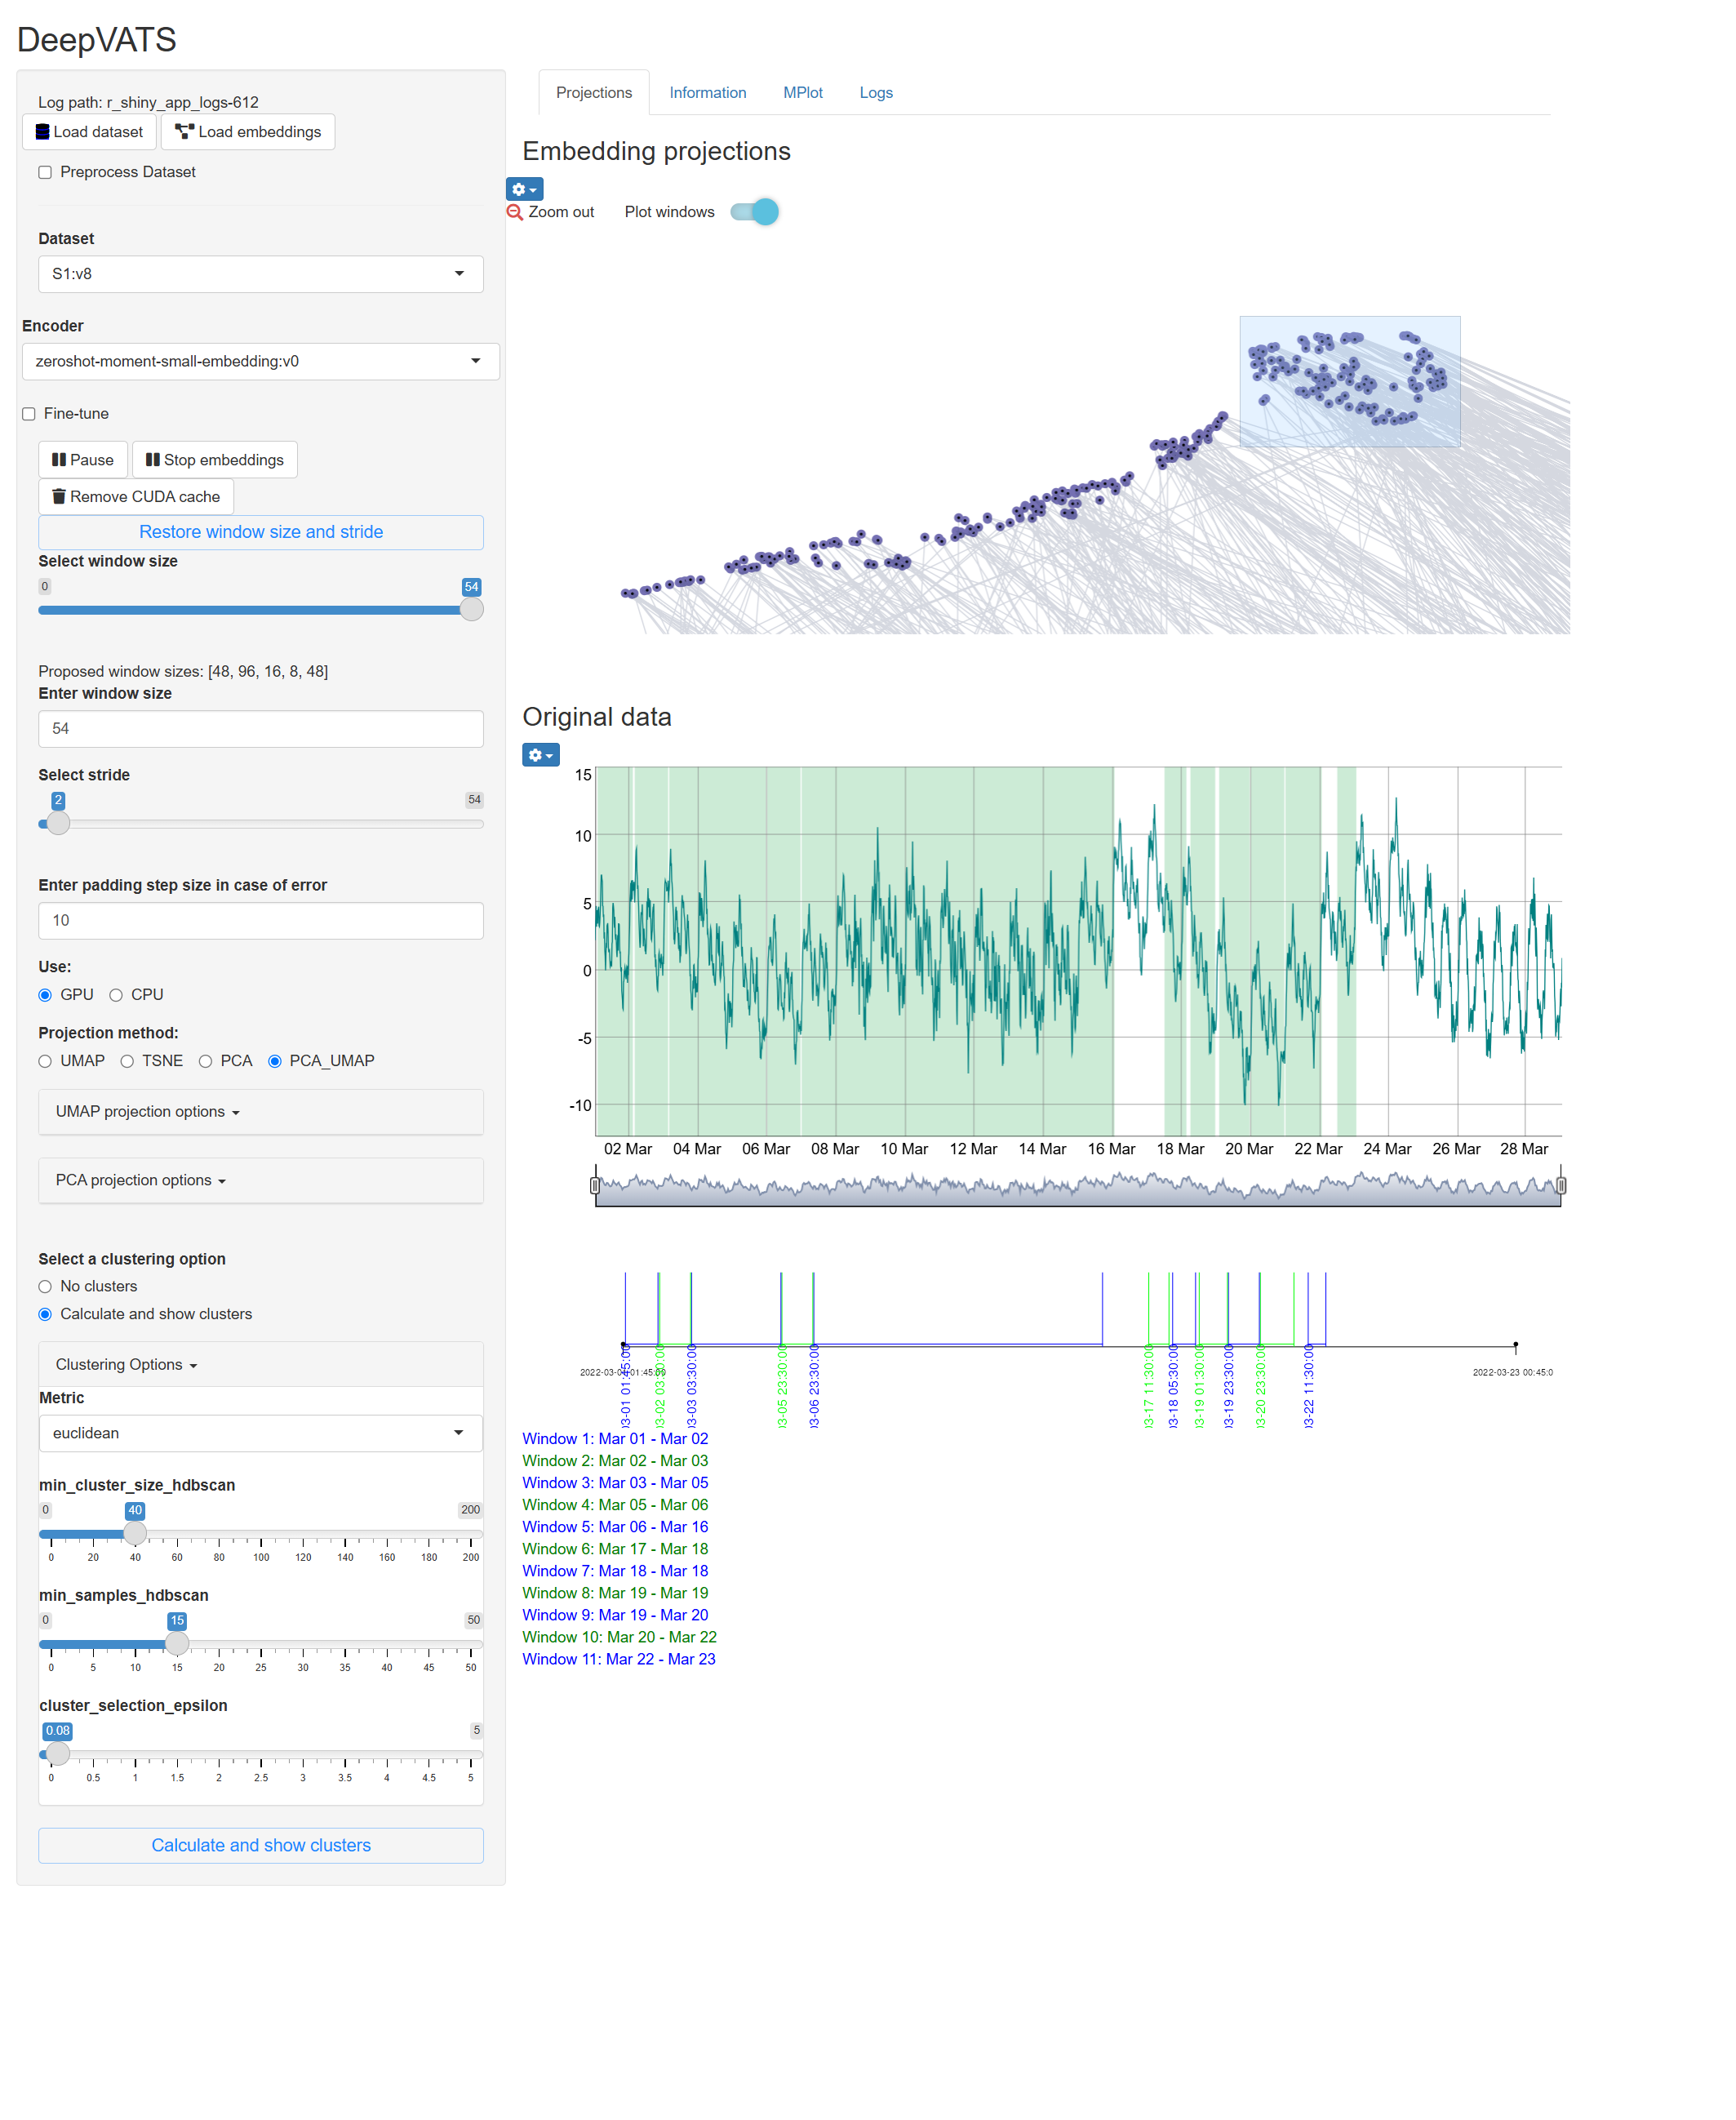 DeepVATS
Log path: r_shiny_app_logs-612
Load dataset
Load embeddings
Preprocess Dataset
Dataset
S1:v8
Encoder
zeroshot-moment-small-embedding:v0
Fine-tune
Pause
Stop embeddings
Remove CUDA cache
Restore window size and stride
Select window size
0
54
Proposed window sizes: [48, 96, 16, 8, 48]
Enter window size
54
Select stride
2
54
Enter padding step size in case of error
10
Use:
GPU CPU
Projection method:
UMAP TSNE PCA PCA_UMAP
UMAP projection options
PCA projection options
Select a clustering option
No clusters
Calculate and show clusters
Clustering Options
Metric
euclidean
min_cluster_size_hdbscan
0 40 200
0 20 40 60 80 100 120 140 160 180 200
min_samples_hdbscan
0 15 50
0 5 10 15 20 25 30 35 40 45 50
cluster_selection_epsilon
0.08 5
0 0.5 1 1.5 2 2.5 3 3.5 4 4.5 5
Calculate and show clusters
Projections Information MPlot Logs
Embedding projections
Zoom out
Plot windows
Original data
15
10
5
0
-5
-10
02 Mar 04 Mar 06 Mar 08 Mar 10 Mar 12 Mar 14 Mar 16 Mar 18 Mar 20 Mar 22 Mar 24 Mar 26 Mar 28 Mar
2022-03-01 01:45:00
2022-03-23 00:45:0
3-01 01:45:00
3-02 03:30:00
3-03 03:30:00
3-05 23:30:00
3-06 23:30:00
3-17 11:30:00
3-18 05:30:00
3-19 01:30:00
3-19 23:30:00
3-20 23:30:00
3-22 11:30:00
Window 1: Mar 01 - Mar 02
Window 2: Mar 02 - Mar 03
Window 3: Mar 03 - Mar 05
Window 4: Mar 05 - Mar 06
Window 5: Mar 06 - Mar 16
Window 6: Mar 17 - Mar 18
Window 7: Mar 18 - Mar 18
Window 8: Mar 19 - Mar 19
Window 9: Mar 19 - Mar 20
Window 10: Mar 20 - Mar 22
Window 11: Mar 22 - Mar 23